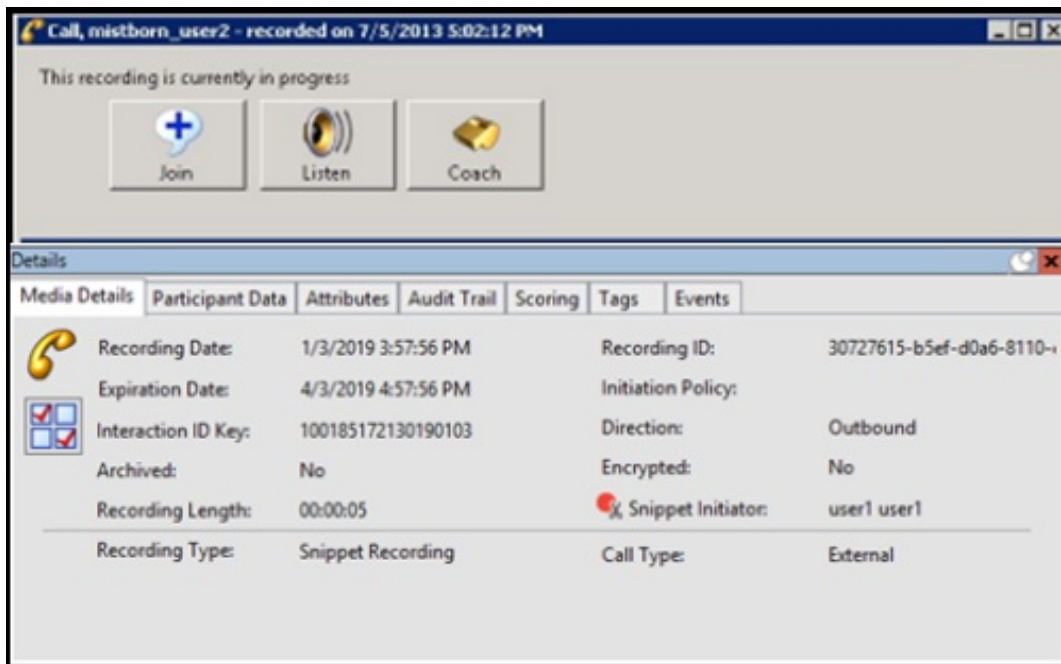 Call, mistborn_user2 - recorded on 7/5/2013 5:02:12 PM
This recording is currently in progress
Join Listen Coach
Details
Media Details Participant Data Attributes Audit Trail Scoring Tags Events
Recording Date: 1/3/2019 3:57:56 PM Recording ID: 30727615-b5ef-d0a6-8110-
Expiration Date: 4/3/2019 4:57:56 PM Initiation Policy:
Interaction ID Key: 100185172130190103 Direction: Outbound
Archived: No Encrypted: No
Recording Length: 00:00:05 Snippet Initiator: user1 user1
Recording Type: Snippet Recording Call Type: External